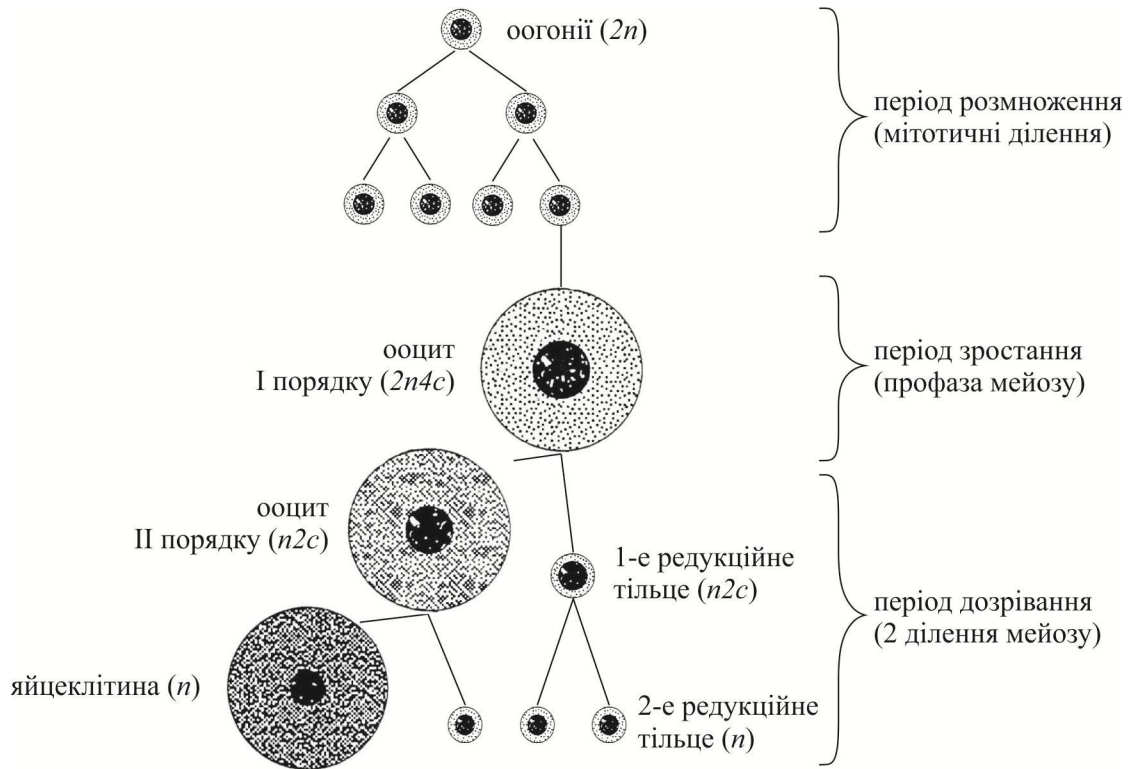 оогонії (2n)
період розмноження
(мітотичні ділення)
ооцит
І порядку (2n4c)
період зростання
(профаза мейозу)
ооцит
ІІ порядку (n2c)
1-е редукційне
тільце (n2c)
період дозрівання
(2 ділення мейозу)
яйцеклітина (n)
2-е редукційне
тільце (n)